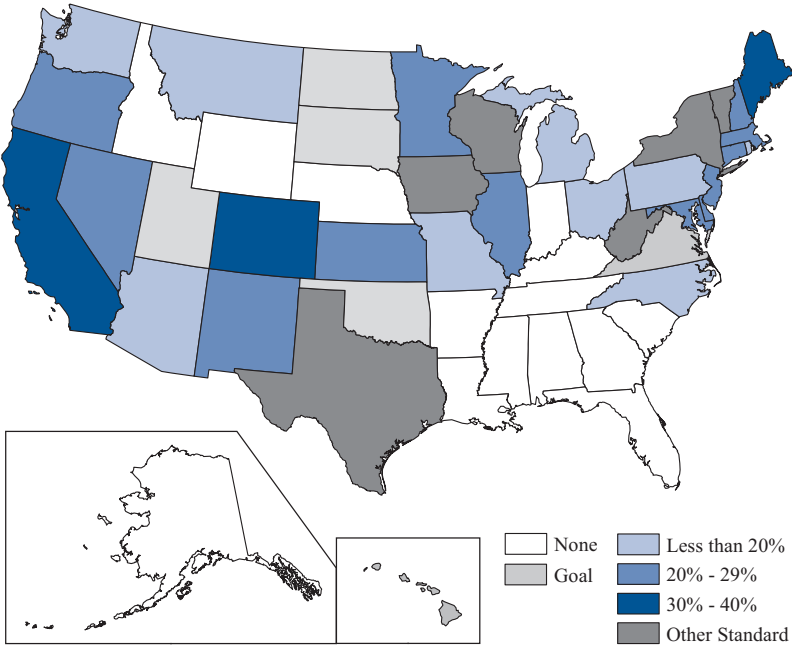 None
Goal
Less than 20%
20% - 29%
30% - 40%
Other Standard